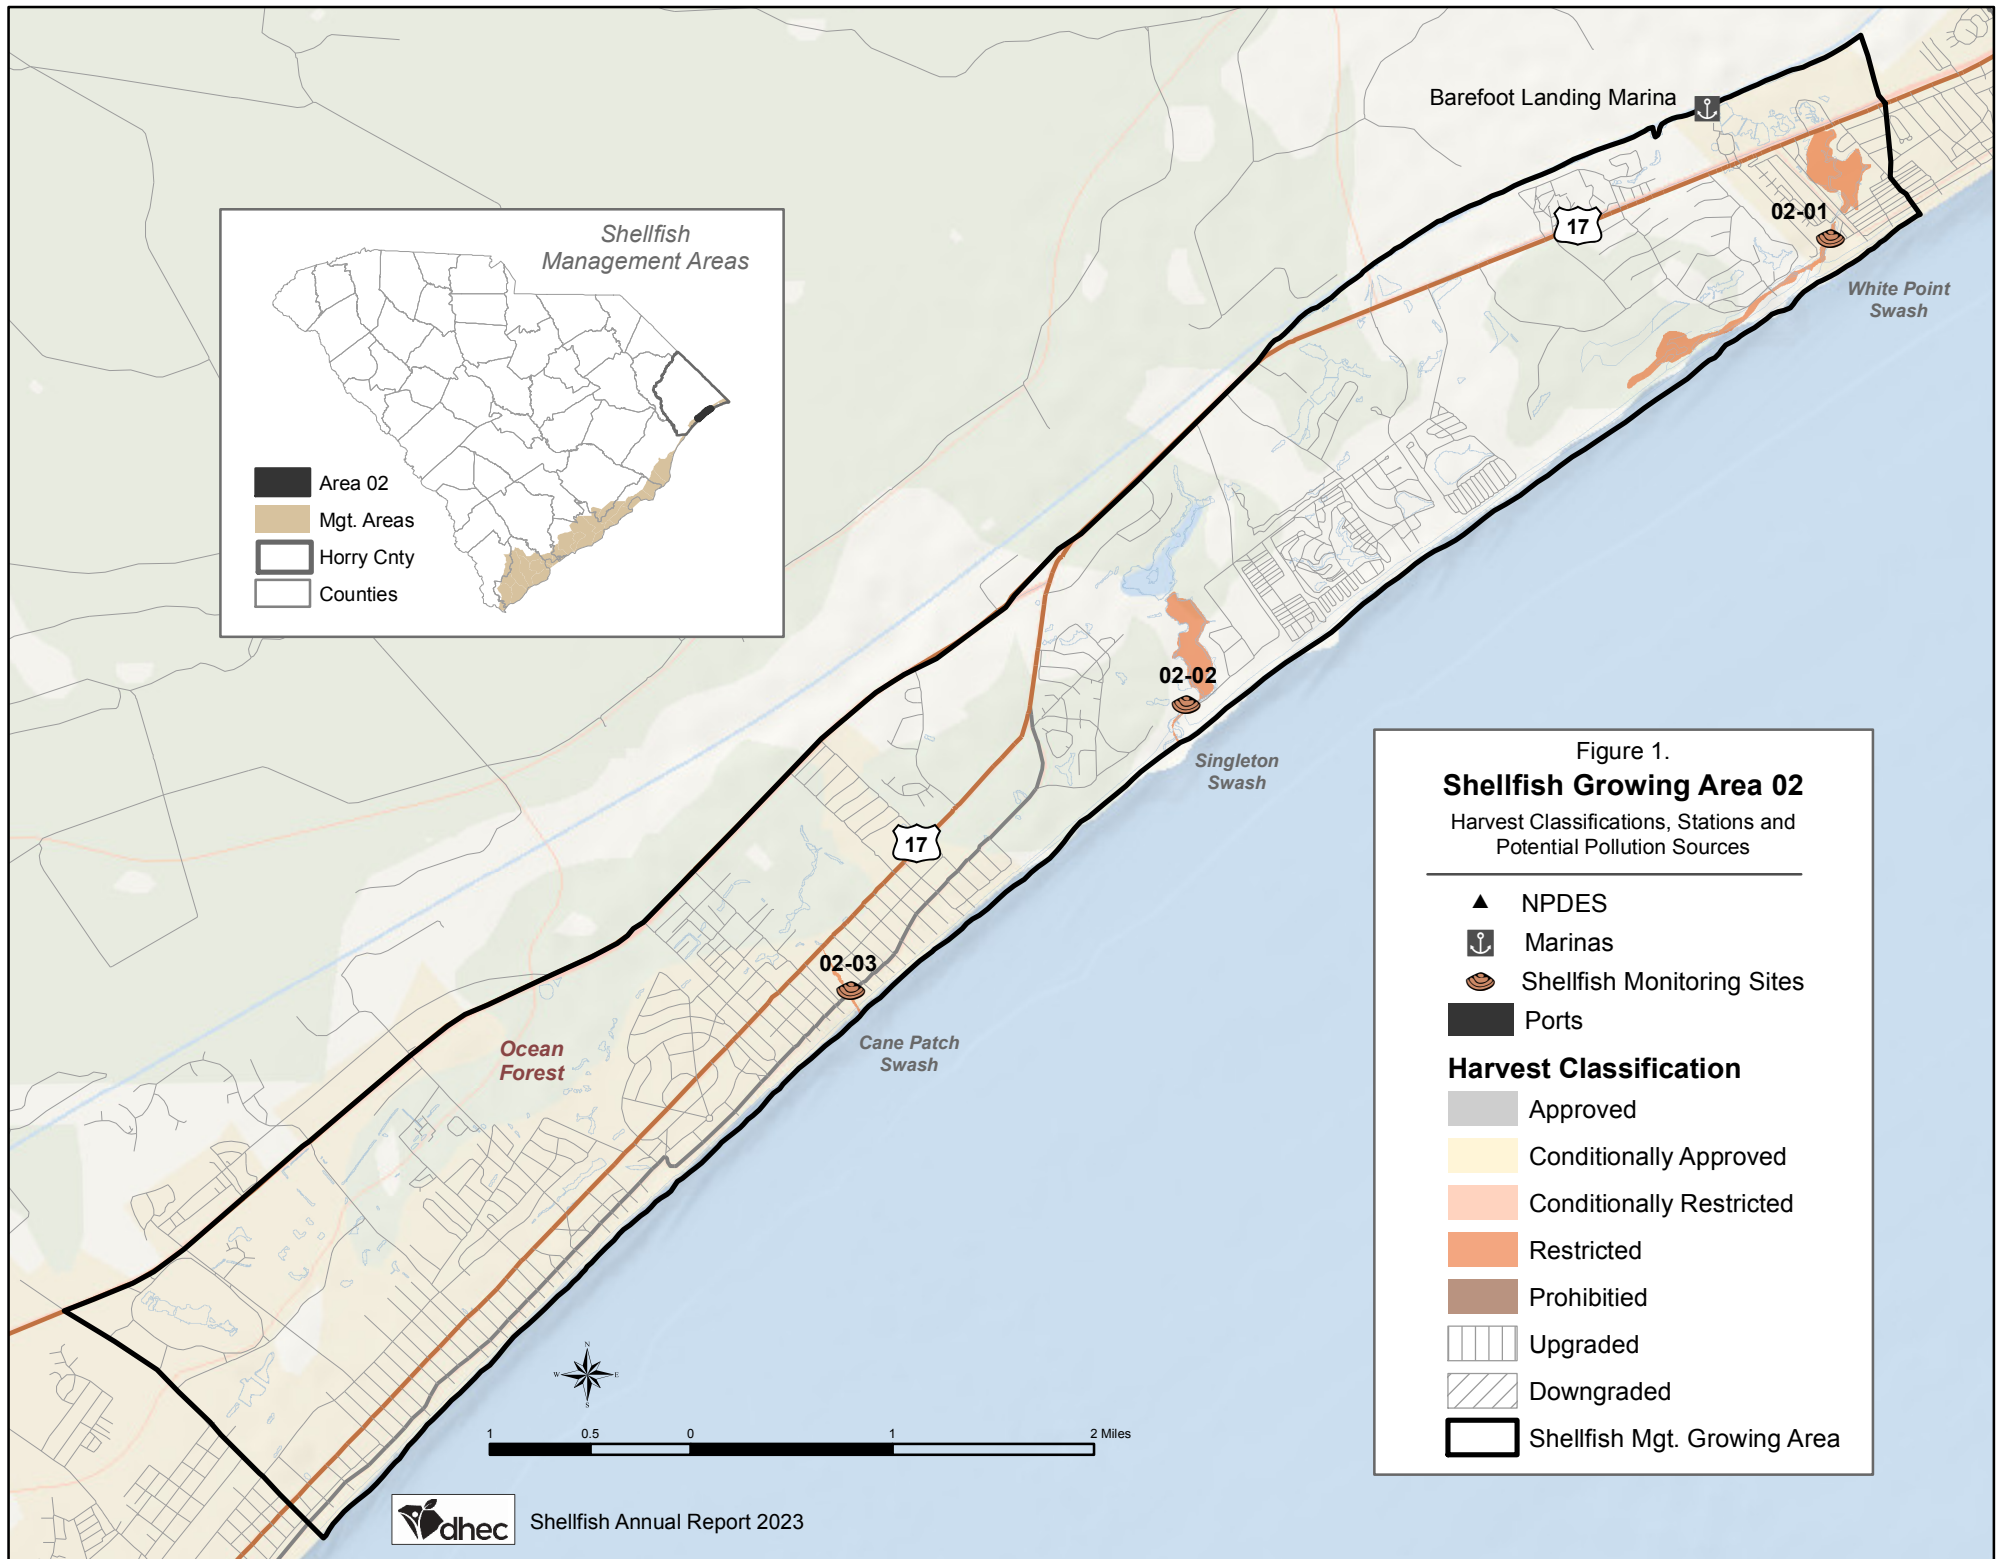 Barefoot Landing Marina
17
02-01
White Point
Swash
Shellfish
Management Areas
Area 02
Mgt. Areas
Horry Cnty
Counties
02-02
Singleton
Swash
17
02-03
Cane Patch
Swash
Ocean
Forest
Figure 1.
Shellfish Growing Area 02
Harvest Classifications, Stations and
Potential Pollution Sources
NPDES
Marinas
Shellfish Monitoring Sites
Ports
Harvest Classification
Approved
Conditionally Approved
Conditionally Restricted
Restricted
Prohibitied
Upgraded
Downgraded
Shellfish Mgt. Growing Area
N
W E
S
1 0.5 0 1 2 Miles
dhec Shellfish Annual Report 2023